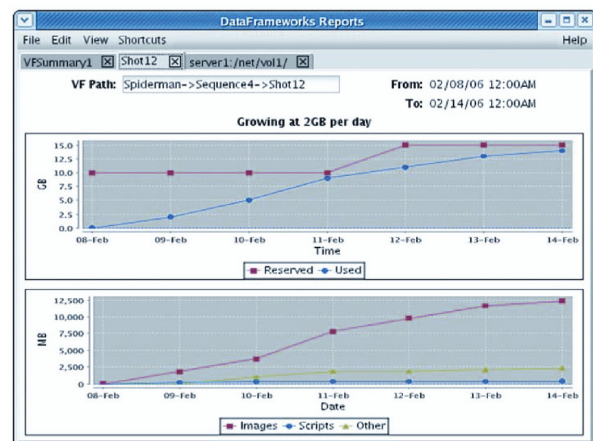 DataFrameworks Reports
File Edit View Shortcuts Help
VFSummary1 Shot12 server1:/net/vol1/
VF Path: Spiderman->Sequence4->Shot12 From: 02/08/06 12:00AM
To: 02/14/06 12:00AM
Growing at 2GB per day
15.0
12.5
10.0
7.5
5.0
2.5
0.0
GB
08-Feb 09-Feb 10-Feb 11-Feb 12-Feb 13-Feb 14-Feb
Time
Reserved Used
12,500
10,000
7,500
5,000
2,500
0
MB
08-Feb 09-Feb 10-Feb 11-Feb 12-Feb 13-Feb 14-Feb
Date
Images Scripts Other